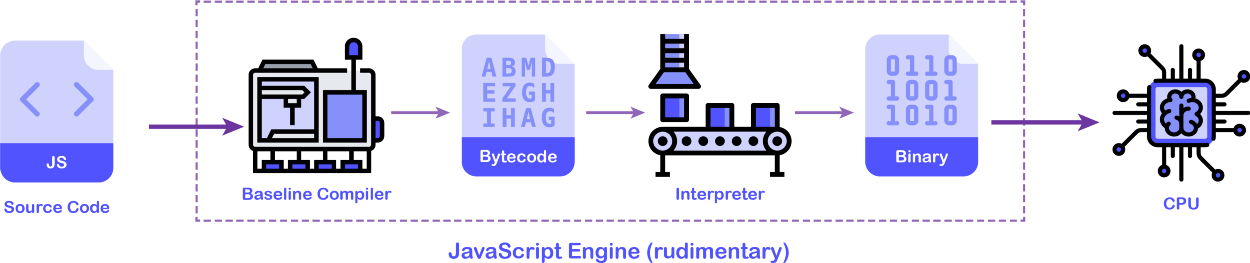 JS
Source Code
Baseline Compiler
ABMD
EZGH
IHAG
Bytecode
Interpreter
0110
1001
1010
Binary
CPU
JavaScript Engine (rudimentary)